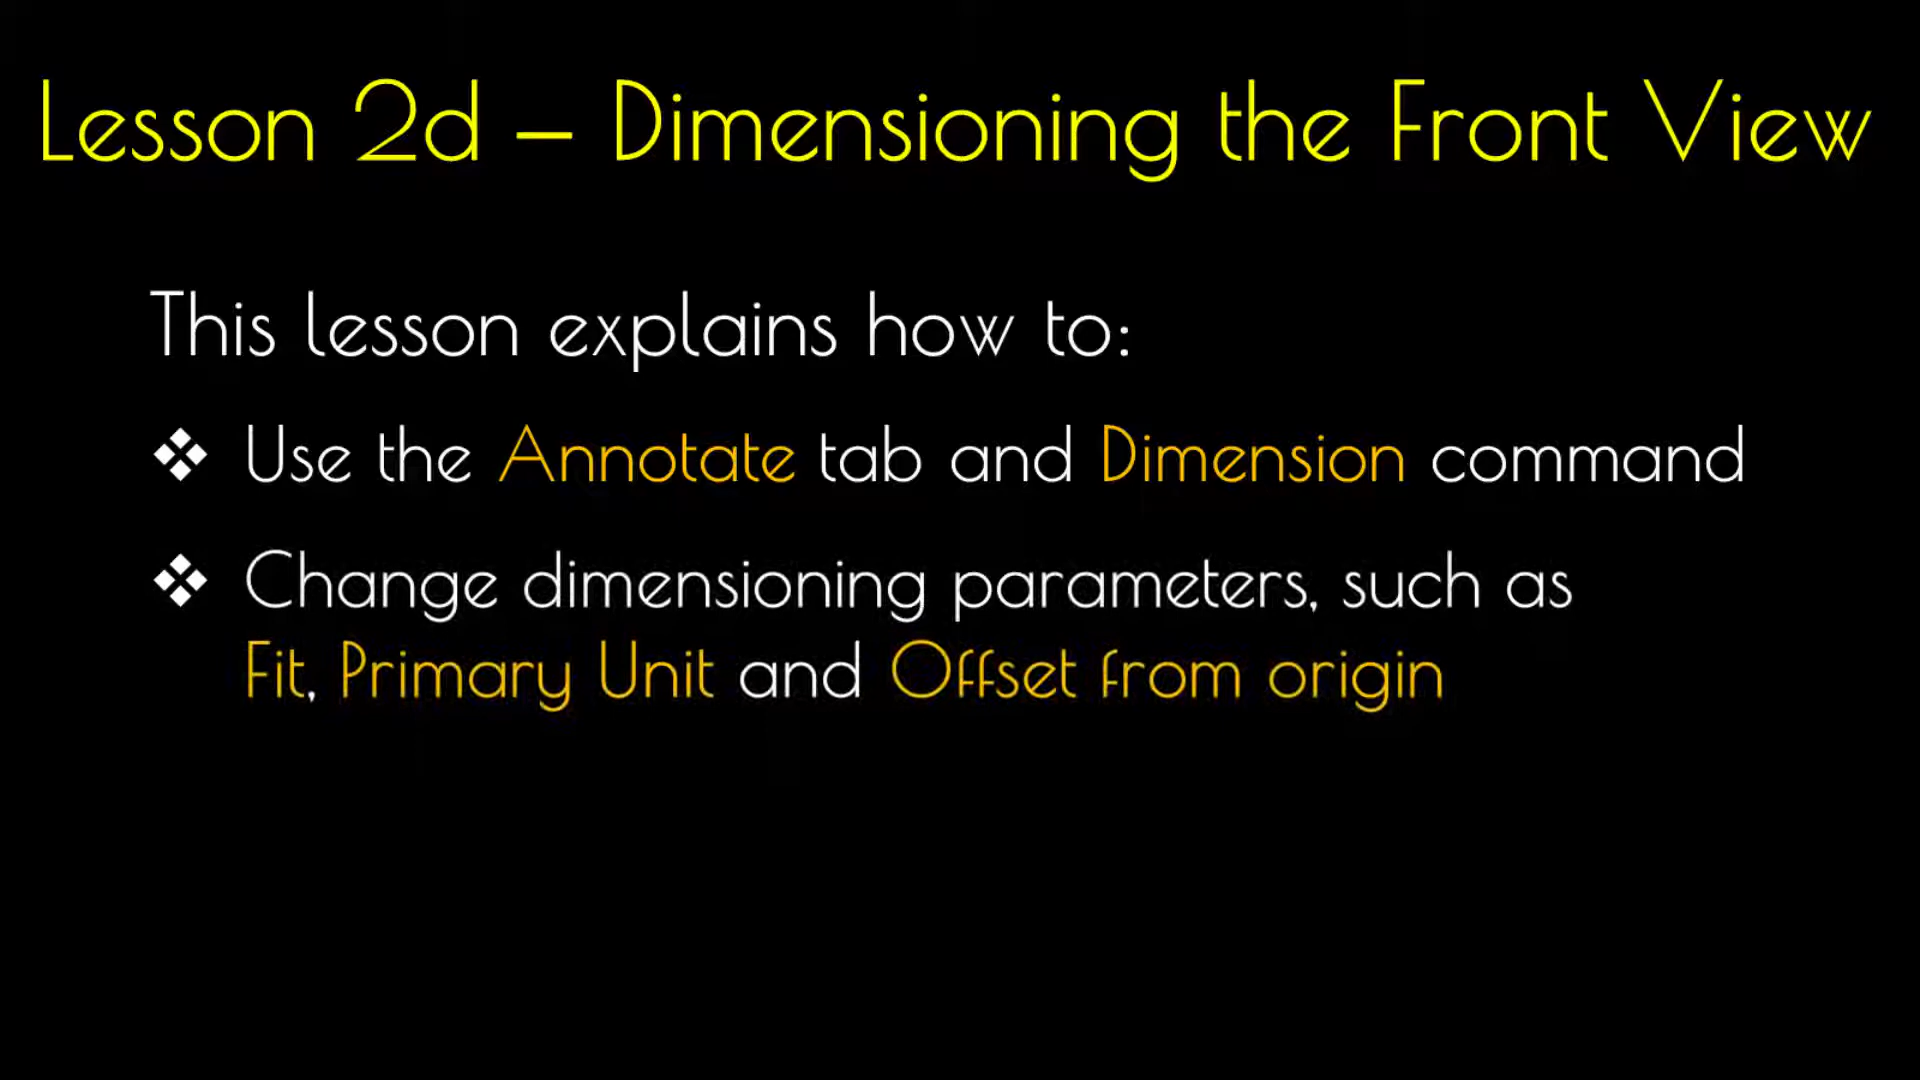 Lesson 2d – Dimensioning the Front View
This lesson explains how to:
❖ Use the Annotate tab and Dimension command
❖ Change dimensioning parameters, such as
Fit, Primary Unit and Offset from origin